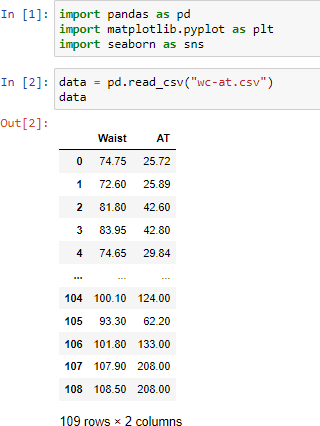 In [1]: import pandas as pd
import matplotlib.pyplot as plt
import seaborn as sns
In [2]: data = pd.read_csv("wc-at.csv")
data
Out[2]:
Waist AT
0 74.75 25.72
1 72.60 25.89
2 81.80 42.60
3 83.95 42.80
4 74.65 29.84
... ... ...
104 100.10 124.00
105 93.30 62.20
106 101.80 133.00
107 107.90 208.00
108 108.50 208.00
109 rows × 2 columns